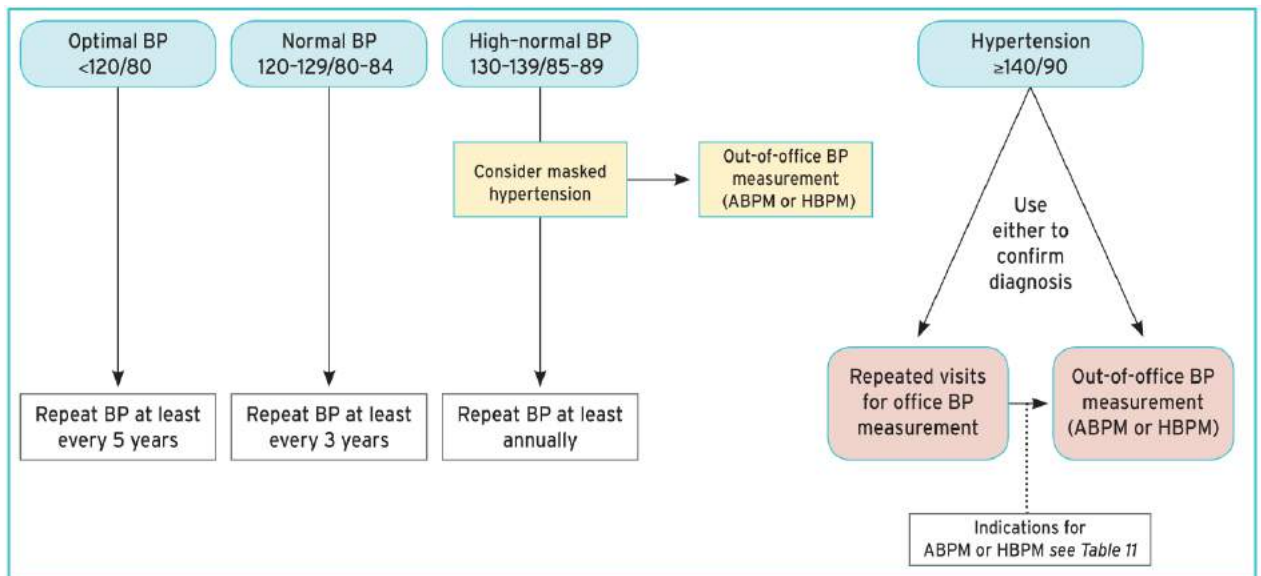 Optimal BP
<120/80
Normal BP
120–129/80–84
High–normal BP
130–139/85–89
Hypertension
≥140/90
Consider masked
hypertension
Out-of-office BP
measurement
(ABPM or HBPM)
Use
either to
confirm
diagnosis
Repeat BP at least
every 5 years
Repeat BP at least
every 3 years
Repeat BP at least
annually
Repeated visits
for office BP
measurement
Out-of-office BP
measurement
(ABPM or HBPM)
Indications for
ABPM or HBPM see Table 11